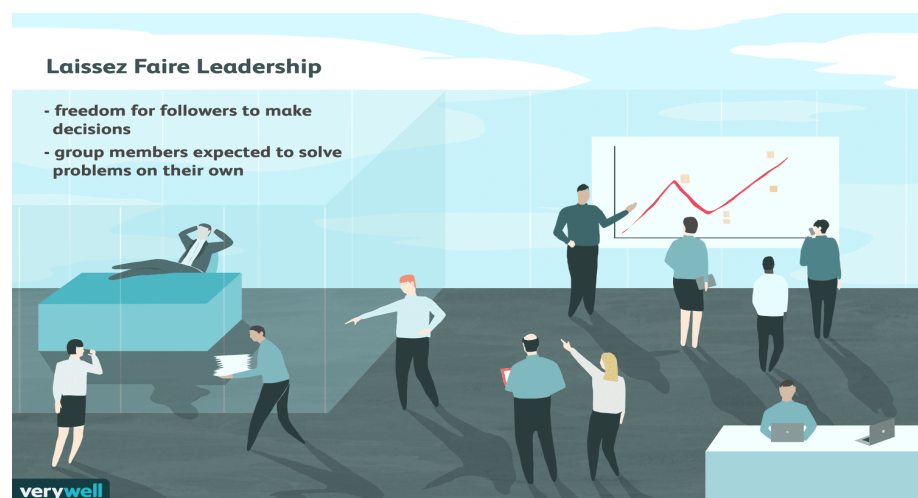 Laissez Faire Leadership
- freedom for followers to make
decisions
- group members expected to solve
problems on their own
verywell